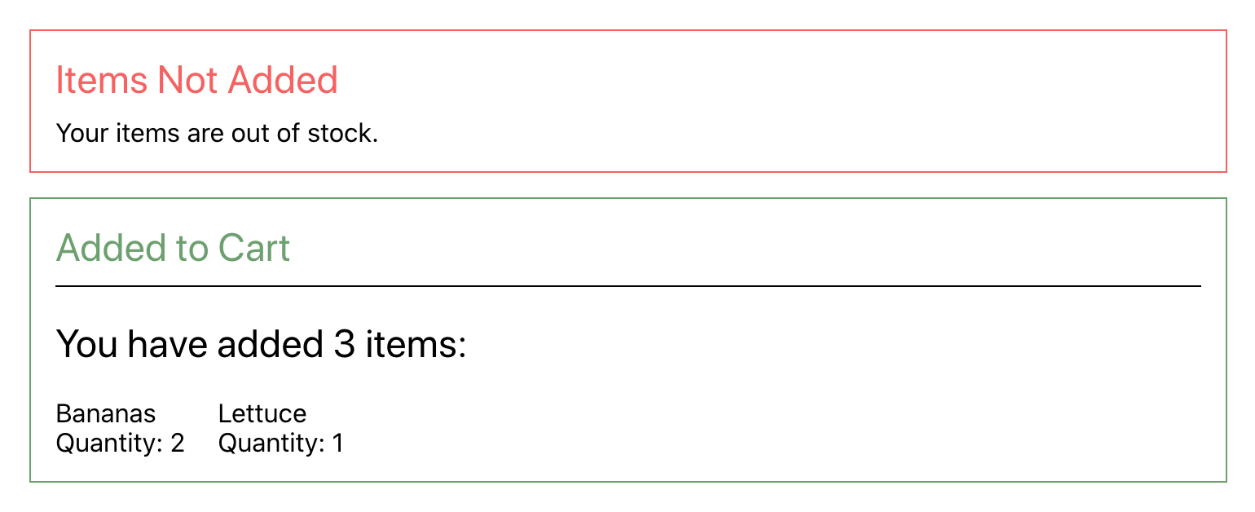 Items Not Added
Your items are out of stock.
Added to Cart
You have added 3 items:
Bananas
Quantity: 2
Lettuce
Quantity: 1